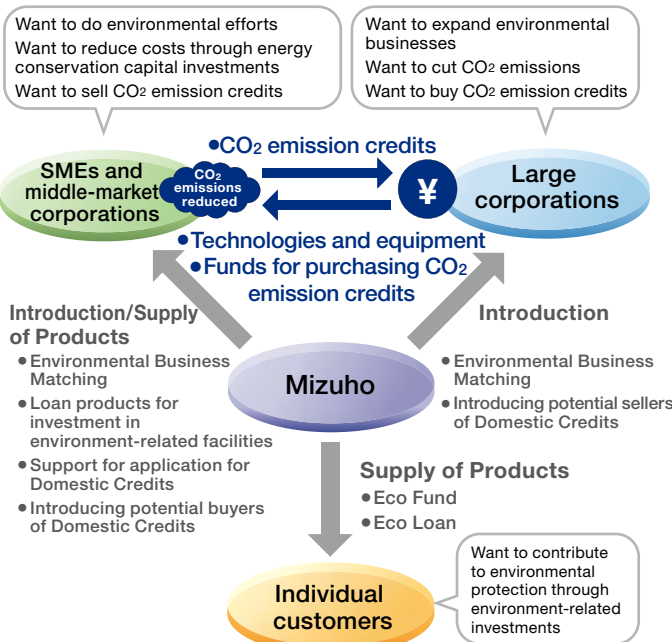 Want to do environmental efforts
Want to reduce costs through energy
conservation capital investments
Want to sell CO2 emission credits
Want to expand environmental
businesses
Want to cut CO2 emissions
Want to buy CO2 emission credits
●CO2 emission credits
SMEs and
middle-market
corporations
CO2
emissions
reduced
¥
Large
corporations
●Technologies and equipment
●Funds for purchasing CO2
emission credits
Introduction/Supply
of Products
●Environmental Business
Matching
●Loan products for
investment in
environment-related facilities
●Support for application for
Domestic Credits
●Introducing potential buyers
of Domestic Credits
Mizuho
Introduction
●Environmental Business
Matching
●Introducing potential sellers
of Domestic Credits
Supply of Products
●Eco Fund
●Eco Loan
Individual
customers
Want to contribute
to environmental
protection through
environment-related
investments